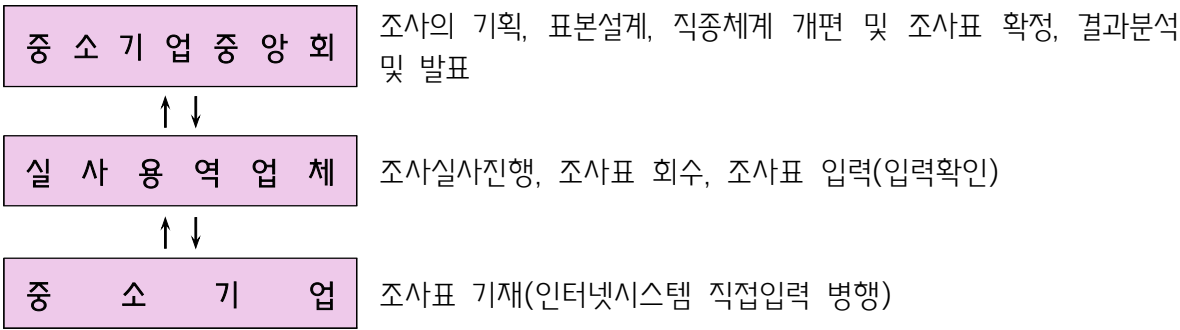 중 소 기 업 중 앙 회
조사의 기획, 표본설계, 직종체계 개편 및 조사표 확정, 결과분석
및 발표
↑↓
실 사 용 역 업 체
조사실사진행, 조사표 회수, 조사표 입력(입력확인)
↑↓
중 소 기 업
조사표 기재(인터넷시스템 직접입력 병행)